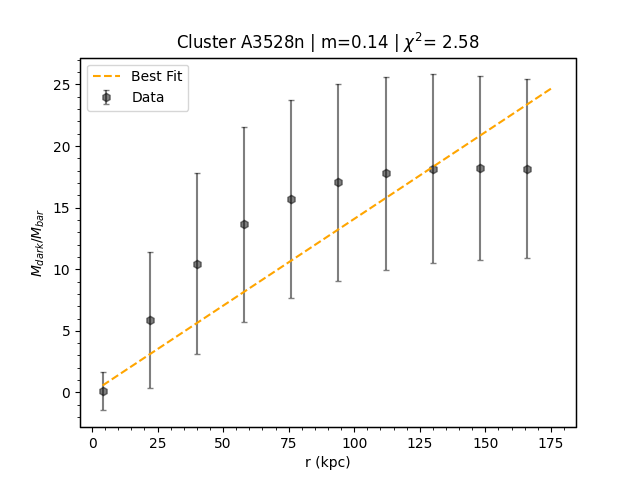 Cluster A3528n | m=0.14 | χ²= 2.58
Best Fit
Data
M_dark/M_bar
25
20
15
10
5
0
0 25 50 75 100 125 150 175
r (kpc)